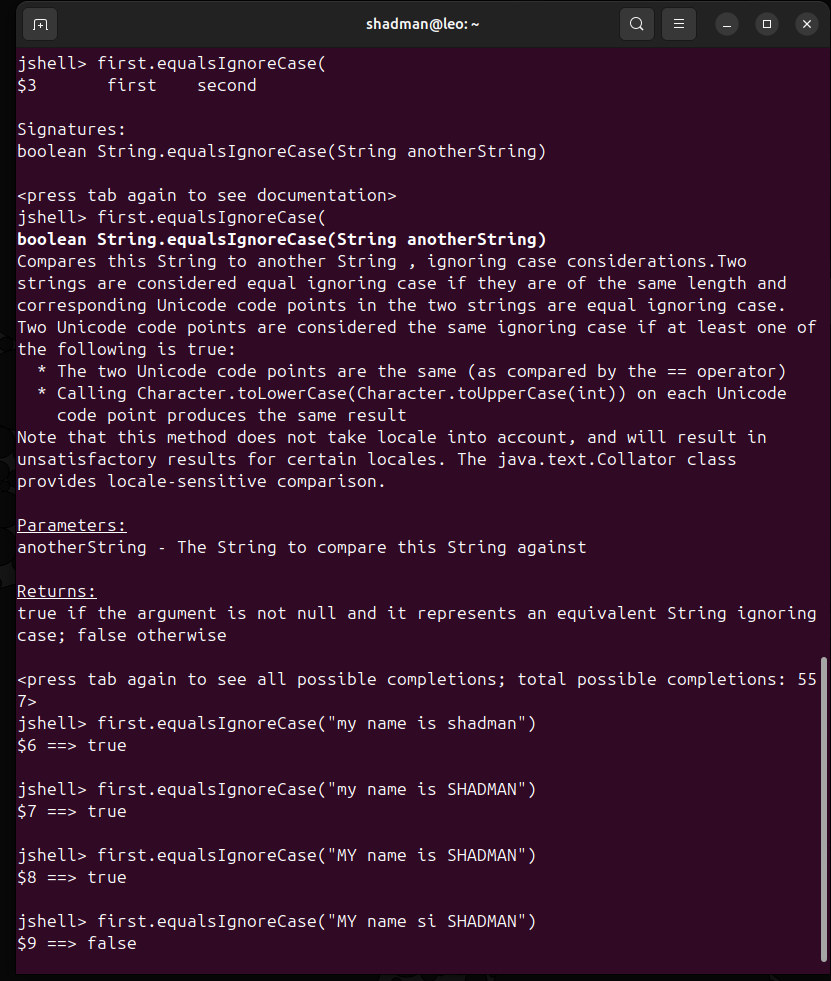 shadman@leo: ~
jshell> first.equalsIgnoreCase(
$3       first    second
Signatures:
boolean String.equalsIgnoreCase(String anotherString)
<press tab again to see documentation>
jshell> first.equalsIgnoreCase(
boolean String.equalsIgnoreCase(String anotherString)
Compares this String to another String , ignoring case considerations.Two
strings are considered equal ignoring case if they are of the same length and
corresponding Unicode code points in the two strings are equal ignoring case.
Two Unicode code points are considered the same ignoring case if at least one of
the following is true:
  * The two Unicode code points are the same (as compared by the == operator)
  * Calling Character.toLowerCase(Character.toUpperCase(int)) on each Unicode
    code point produces the same result
Note that this method does not take locale into account, and will result in
unsatisfactory results for certain locales. The java.text.Collator class
provides locale-sensitive comparison.
Parameters:
anotherString - The String to compare this String against
Returns:
true if the argument is not null and it represents an equivalent String ignoring
case; false otherwise
<press tab again to see all possible completions; total possible completions: 55
7>
jshell> first.equalsIgnoreCase("my name is shadman")
$6 ==> true
jshell> first.equalsIgnoreCase("my name is SHADMAN")
$7 ==> true
jshell> first.equalsIgnoreCase("MY name is SHADMAN")
$8 ==> true
jshell> first.equalsIgnoreCase("MY name si SHADMAN")
$9 ==> false